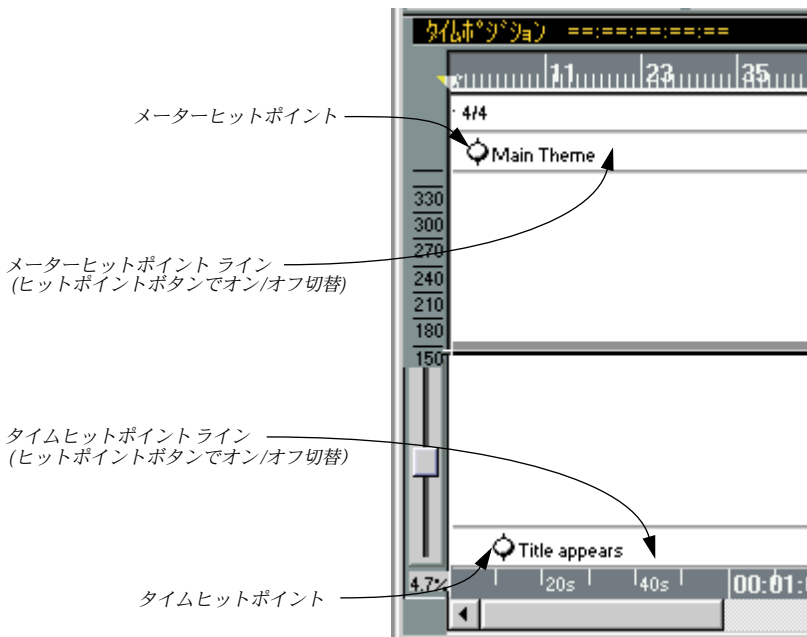 タイムポジション ==:==:==:==:==
11 23 35
メーターヒットポイント
4/4
Main Theme
330
300
メーターヒットポイント ライン
(ヒットポイントボタンでオン/オフ切替)
270
240
210
180
150
タイムヒットポイント ライン
(ヒットポイントボタンでオン/オフ切替)
Title appears
4.7%
20s 40s
タイムヒットポイント